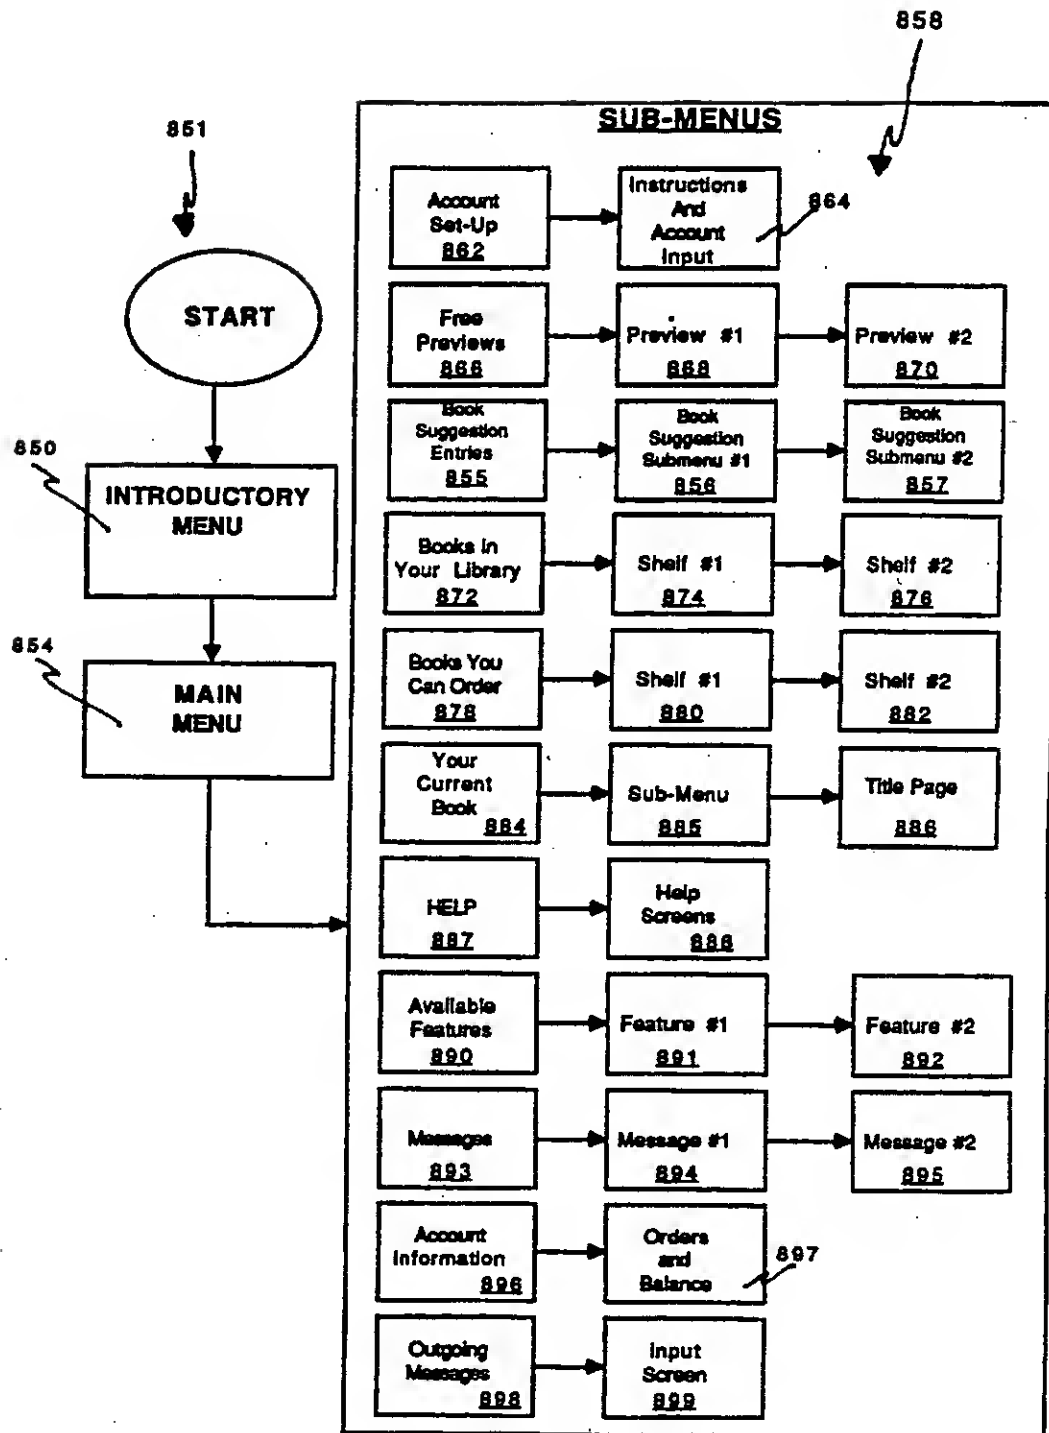 858
SUB-MENUS
851
START
850
INTRODUCTORY
MENU
854
MAIN
MENU
Account
Set-Up
862
Instructions
And
Account
Input
864
Free
Previews
866
Preview #1
868
Preview #2
870
Book
Suggestion
Entries
855
Book
Suggestion
Submenu #1
856
Book
Suggestion
Submenu #2
857
Books In
Your Library
872
Shelf #1
874
Shelf #2
876
Books You
Can Order
878
Shelf #1
880
Shelf #2
882
Your
Current
Book
884
Sub-Menu
885
Title Page
886
HELP
887
Help
Screens
888
Available
Features
890
Feature #1
891
Feature #2
892
Messages
893
Message #1
894
Message #2
895
Account
Information
896
Orders
and
Balance
897
Outgoing
Messages
898
Input
Screen
899